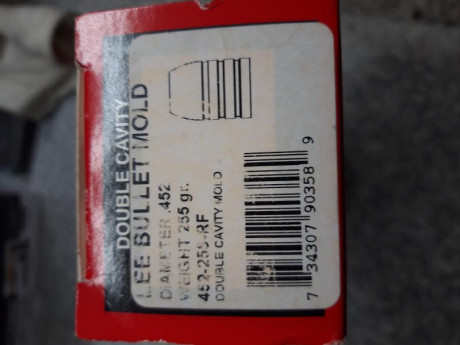 DOUBLE CAVITY
LEE BULLET MOLD
DIAMETER .452
WEIGHT 255 gr.
452-255-RF
DOUBLE CAVITY MOLD
7 34307 90358 9